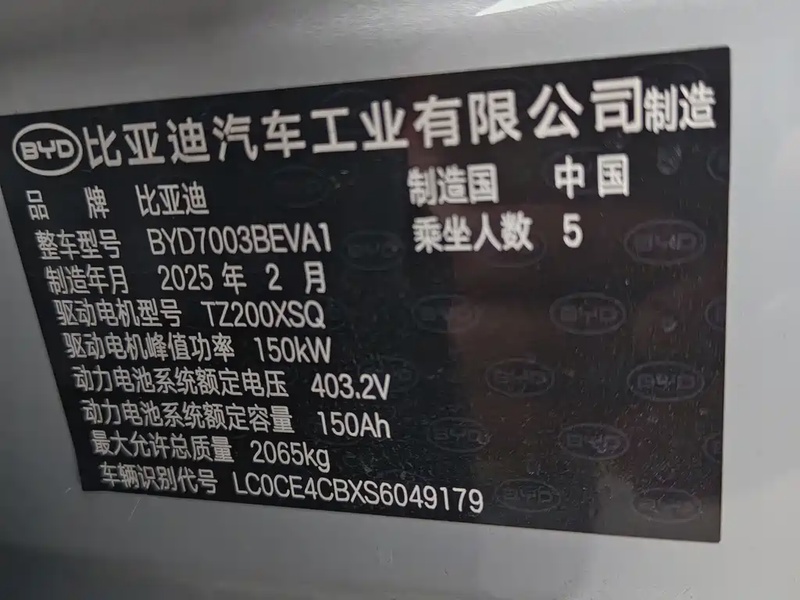 BYD 比亚迪汽车工业有限公司制造
品牌 比亚迪 制造国 中国
整车型号 BYD7003BEVA1 乘坐人数 5
制造年月 2025 年 2 月
驱动电机型号 TZ200XSQ
驱动电机峰值功率 150kW
动力电池系统额定电压 403.2V
动力电池系统额定容量 150Ah
最大允许总质量 2065kg
车辆识别代号 LC0CE4CBXS6049179